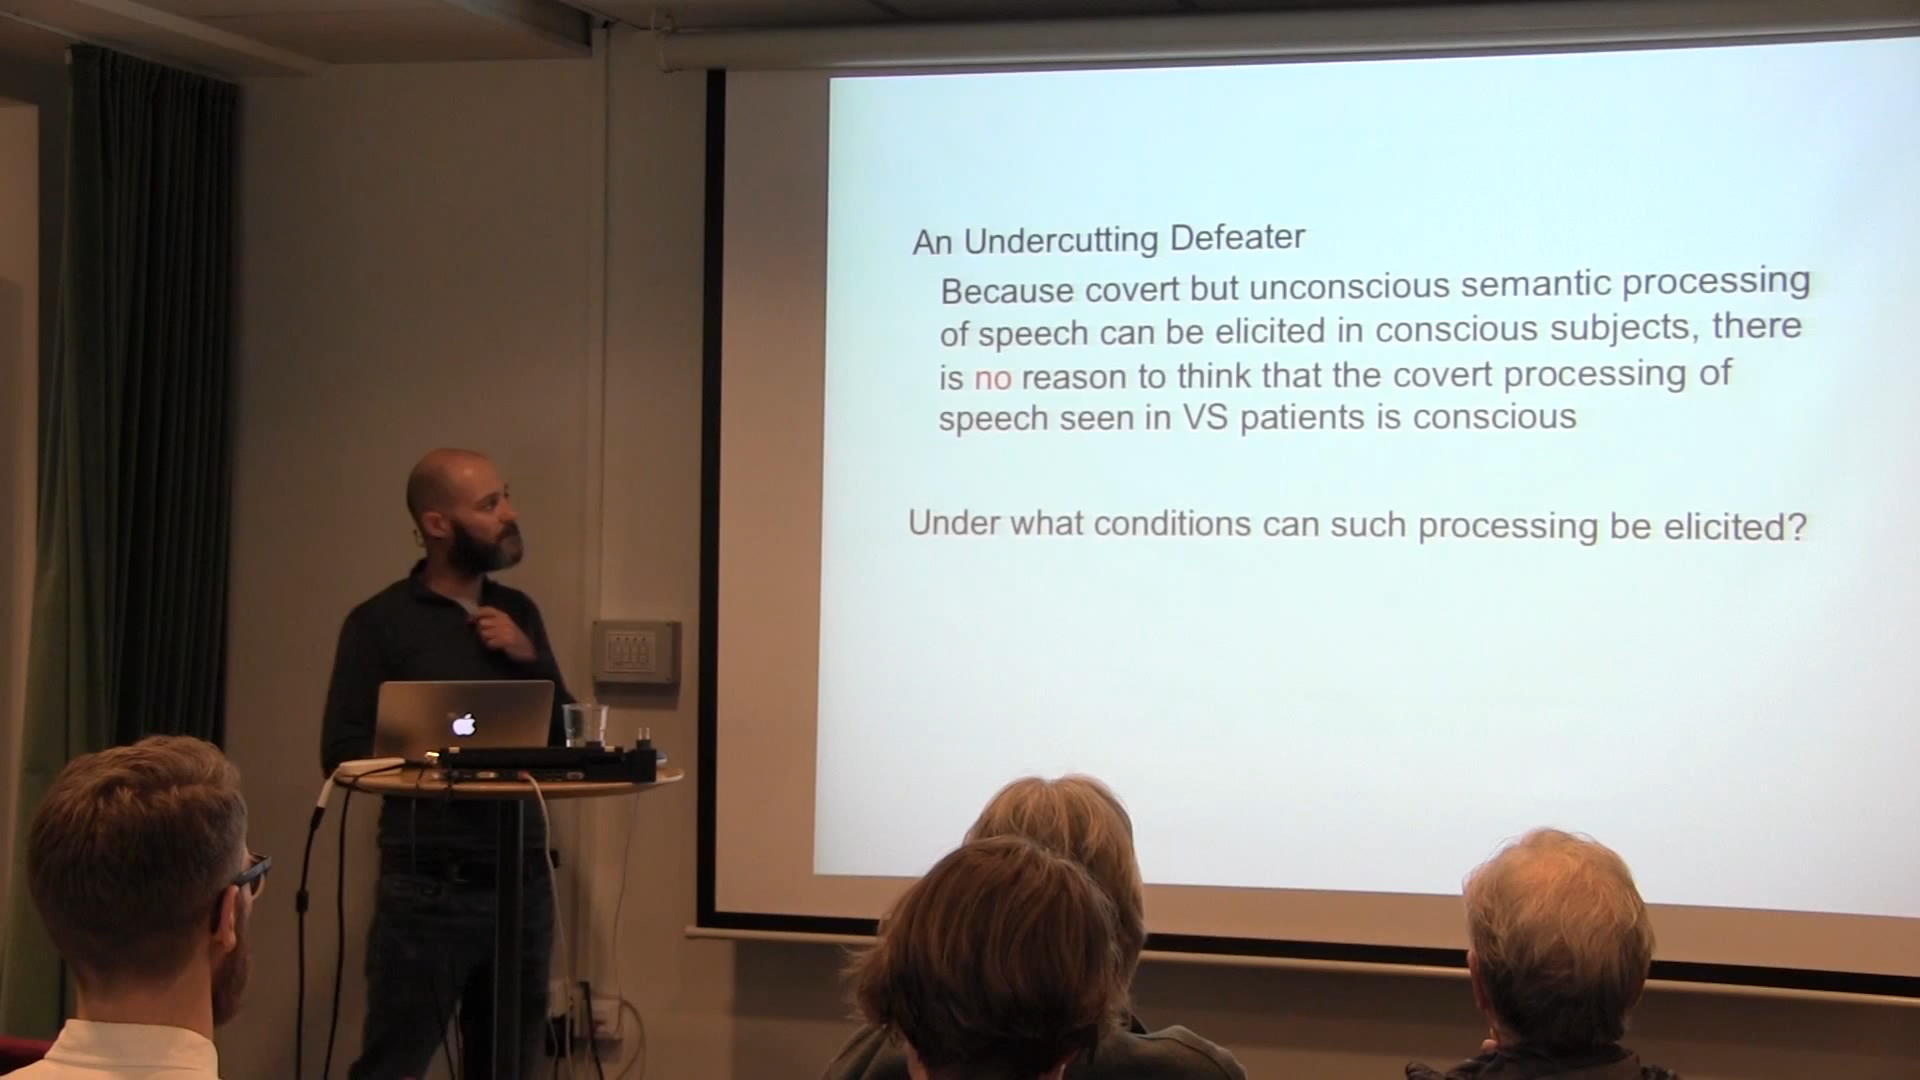 An Undercutting Defeater
Because covert but unconscious semantic processing
of speech can be elicited in conscious subjects, there
is no reason to think that the covert processing of
speech seen in VS patients is conscious
Under what conditions can such processing be elicited?